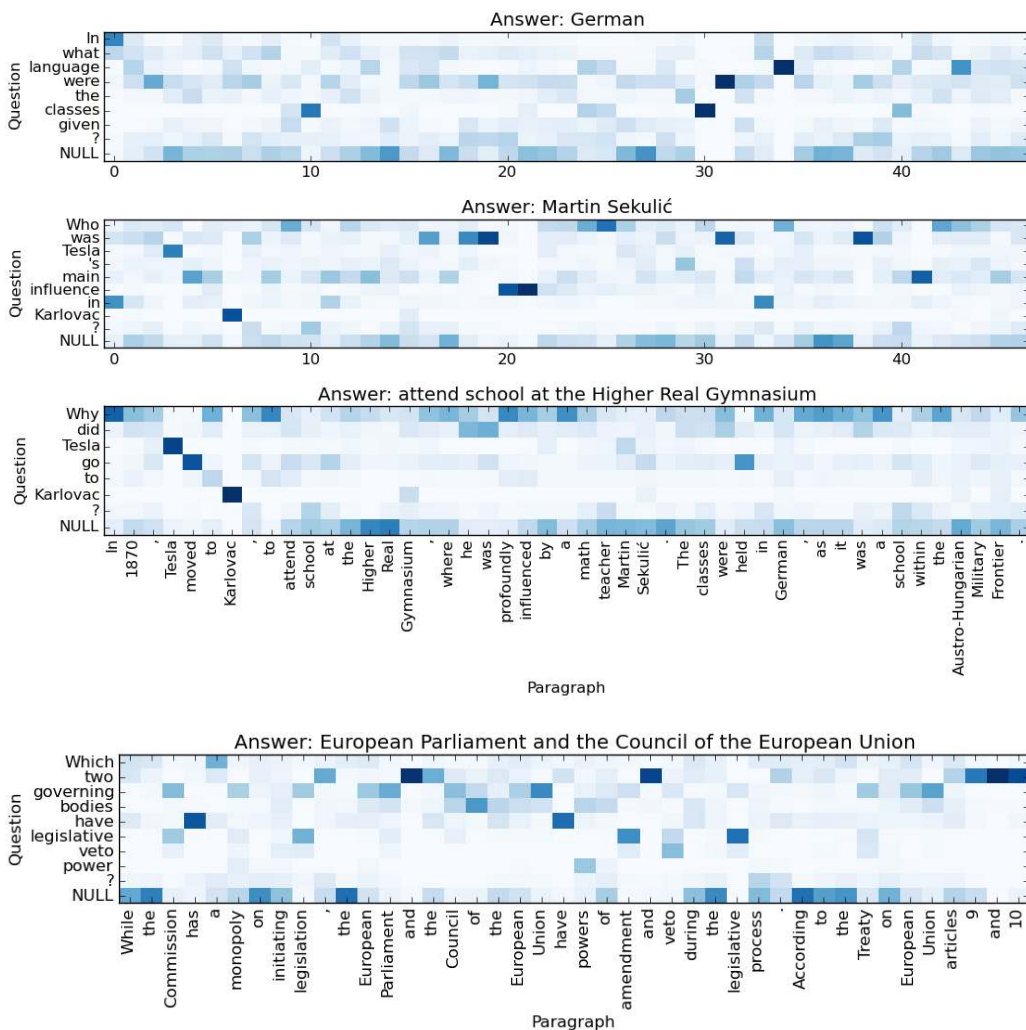 Answer: German
Question
In
what
language
were
the
classes
given
?
NULL
0 10 20 30 40
Answer: Martin Sekulić
Question
Who
was
Tesla
's
main
influence
in
Karlovac
?
NULL
0 10 20 30 40
Answer: attend school at the Higher Real Gymnasium
Question
Why
did
Tesla
go
to
Karlovac
?
NULL
In
1870
,
Tesla
moved
to
Karlovac
,
to
attend
school
at
the
Higher
Real
Gymnasium
,
where
he
was
profoundly
influenced
by
a
math
teacher
Martin
Sekulić
.
The
classes
were
held
in
German
,
as
it
was
a
school
within
the
Austro-Hungarian
Military
Frontier
.
Paragraph
Answer: European Parliament and the Council of the European Union
Question
Which
two
governing
bodies
have
legislative
veto
power
?
NULL
While
the
Commission
has
a
monopoly
on
initiating
legislation
,
the
European
Parliament
and
the
Council
of
the
European
Union
have
powers
of
amendment
and
veto
during
the
legislative
process
.
According
to
the
Treaty
on
European
Union
articles
9
and
10
Paragraph